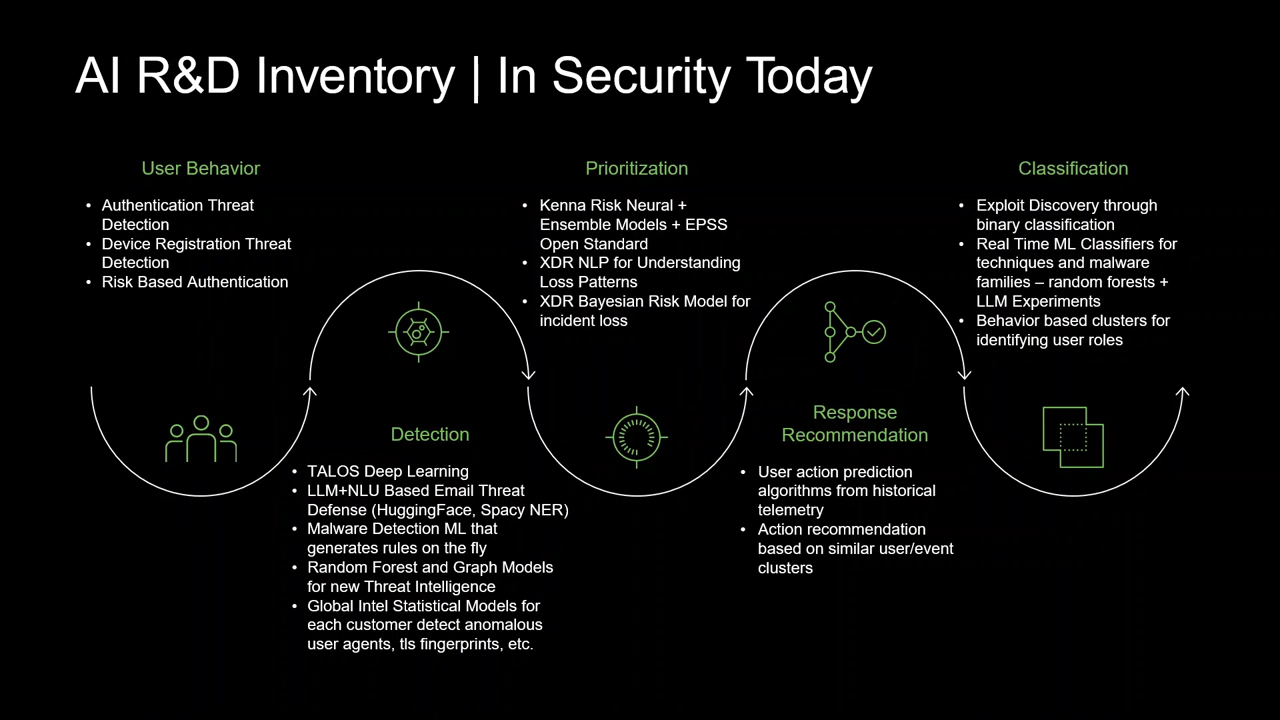 AI R&D Inventory | In Security Today
User Behavior
• Authentication Threat
Detection
• Device Registration Threat
Detection
• Risk Based Authentication
Detection
• TALOS Deep Learning
• LLM+NLU Based Email Threat
Defense (HuggingFace, Spacy NER)
• Malware Detection ML that
generates rules on the fly
• Random Forest and Graph Models
for new Threat Intelligence
• Global Intel Statistical Models for
each customer detect anomalous
user agents, tls fingerprints, etc.
Prioritization
• Kenna Risk Neural +
Ensemble Models + EPSS
Open Standard
• XDR NLP for Understanding
Loss Patterns
• XDR Bayesian Risk Model for
incident loss
Response
Recommendation
• User action prediction
algorithms from historical
telemetry
• Action recommendation
based on similar user/event
clusters
Classification
• Exploit Discovery through
binary classification
• Real Time ML Classifiers for
techniques and malware
families – random forests +
LLM Experiments
• Behavior based clusters for
identifying user roles